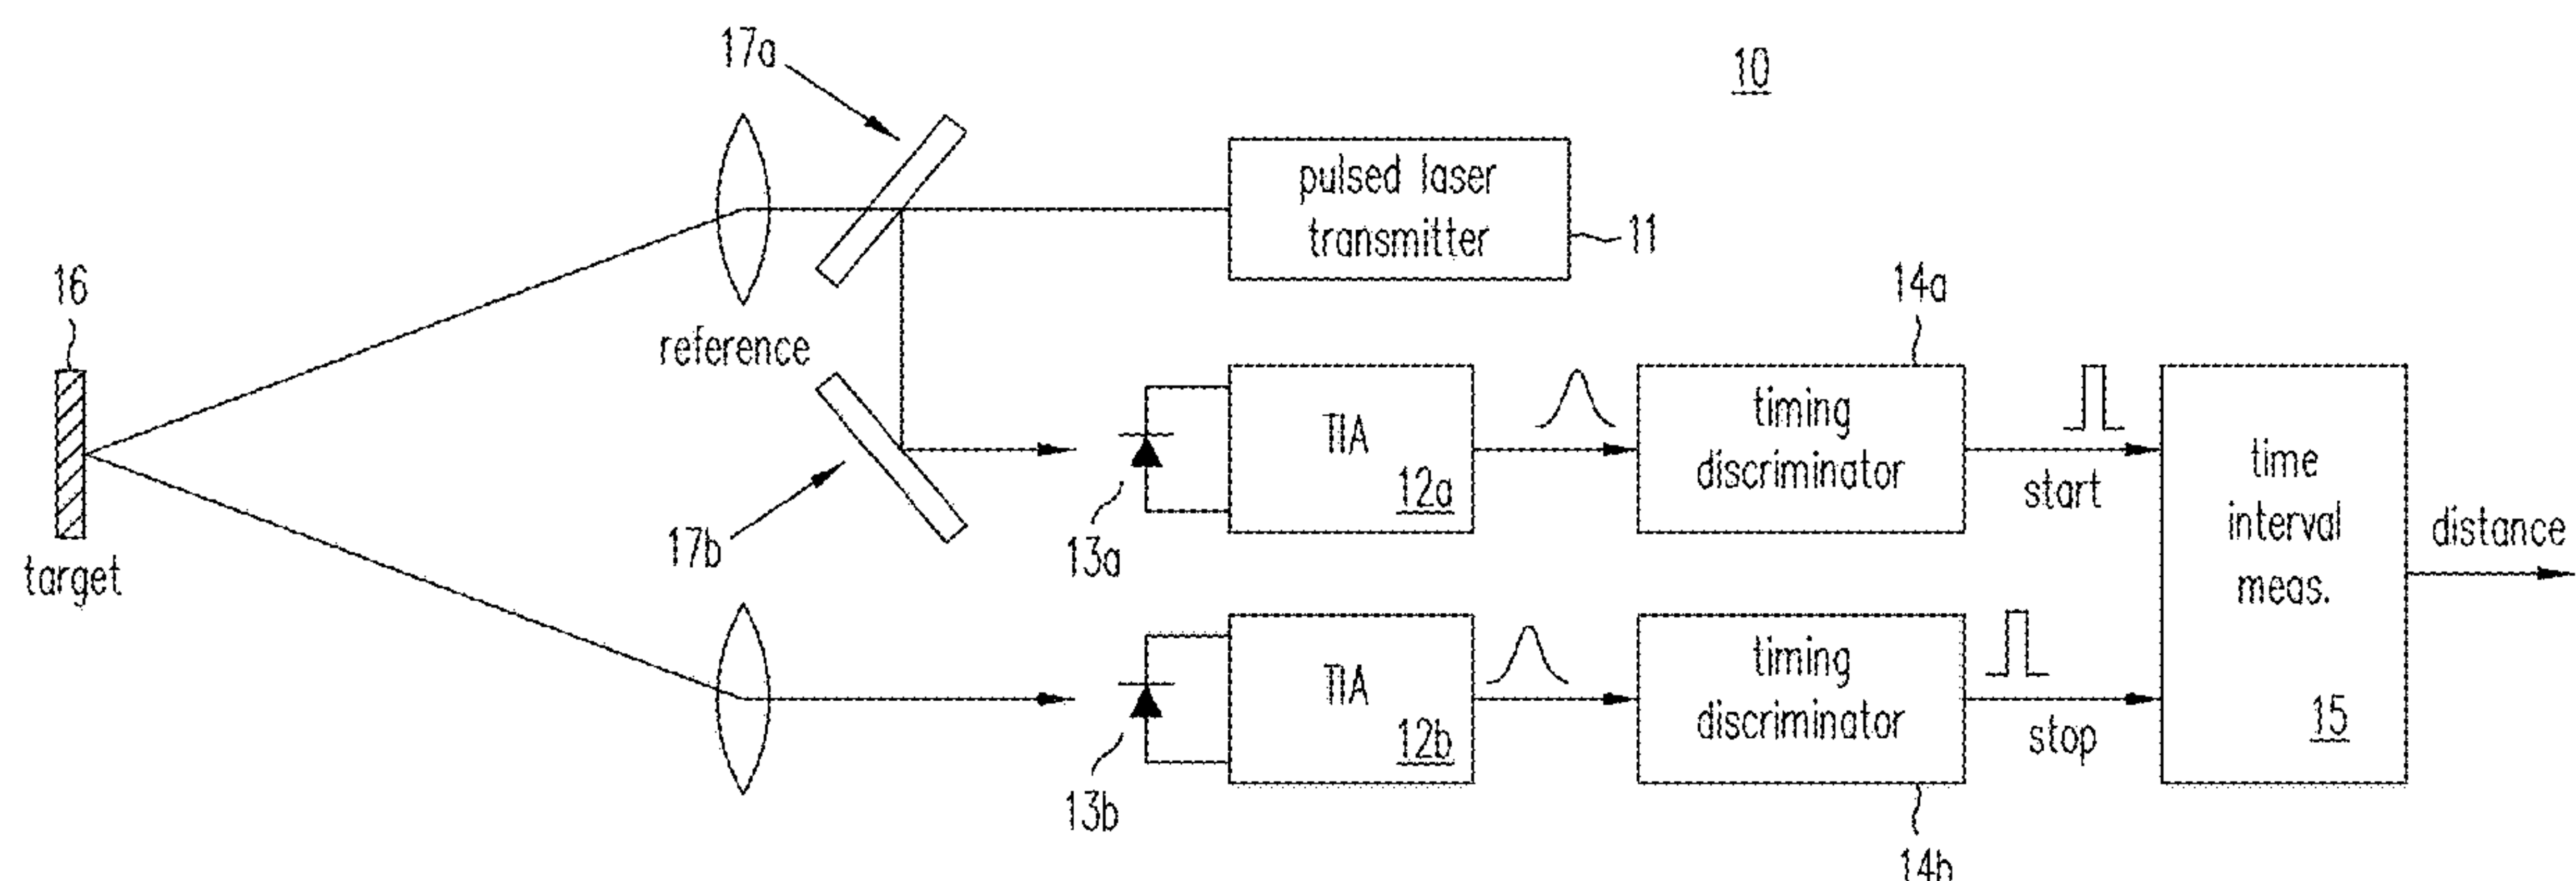 17a
10
pulsed laser
transmitter
11
16
14a
reference
timing
discriminator
TIA
12a
start
time
interval
meas.
15
distance
17b
13a
target
timing
discriminator
TIA
12b
stop
13b
14b